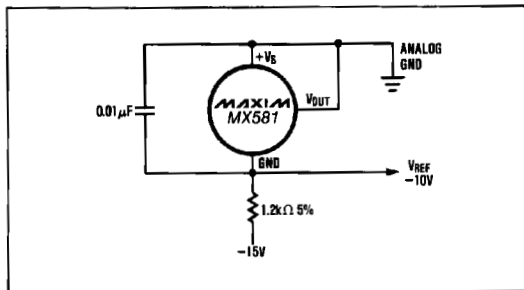 +VS
ANALOG
GND
VOUT
0.01µF
MAXIM
MX581
GND
VREF
-10V
1.2kΩ 5%
-15V